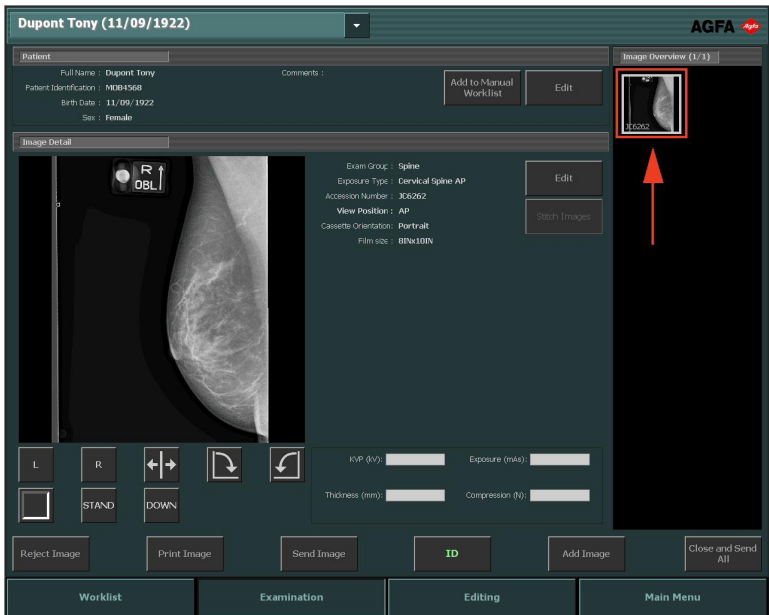 Dupont Tony (11/09/1922)
AGFA Agfa
Patient
Full Name : Dupont Tony
Comments :
Patient Identification : MDB4568
Birth Date : 11/09/1922
Sex : Female
Add to Manual
Worklist
Edit
Image Overview (1/1)
JC6262
Image Detail
R
OBL
Exam Group : Spine
Exposure Type : Cervical Spine AP
Accession Number : JC6262
View Position : AP
Cassette Orientation: Portrait
Film size : 8INx10IN
Edit
Stitch Images
L
R
STAND
DOWN
KVP (kV):
Exposure (mAs):
Thickness (mm):
Compression (N):
Reject Image
Print Image
Send Image
ID
Add Image
Close and Send
All
Worklist
Examination
Editing
Main Menu